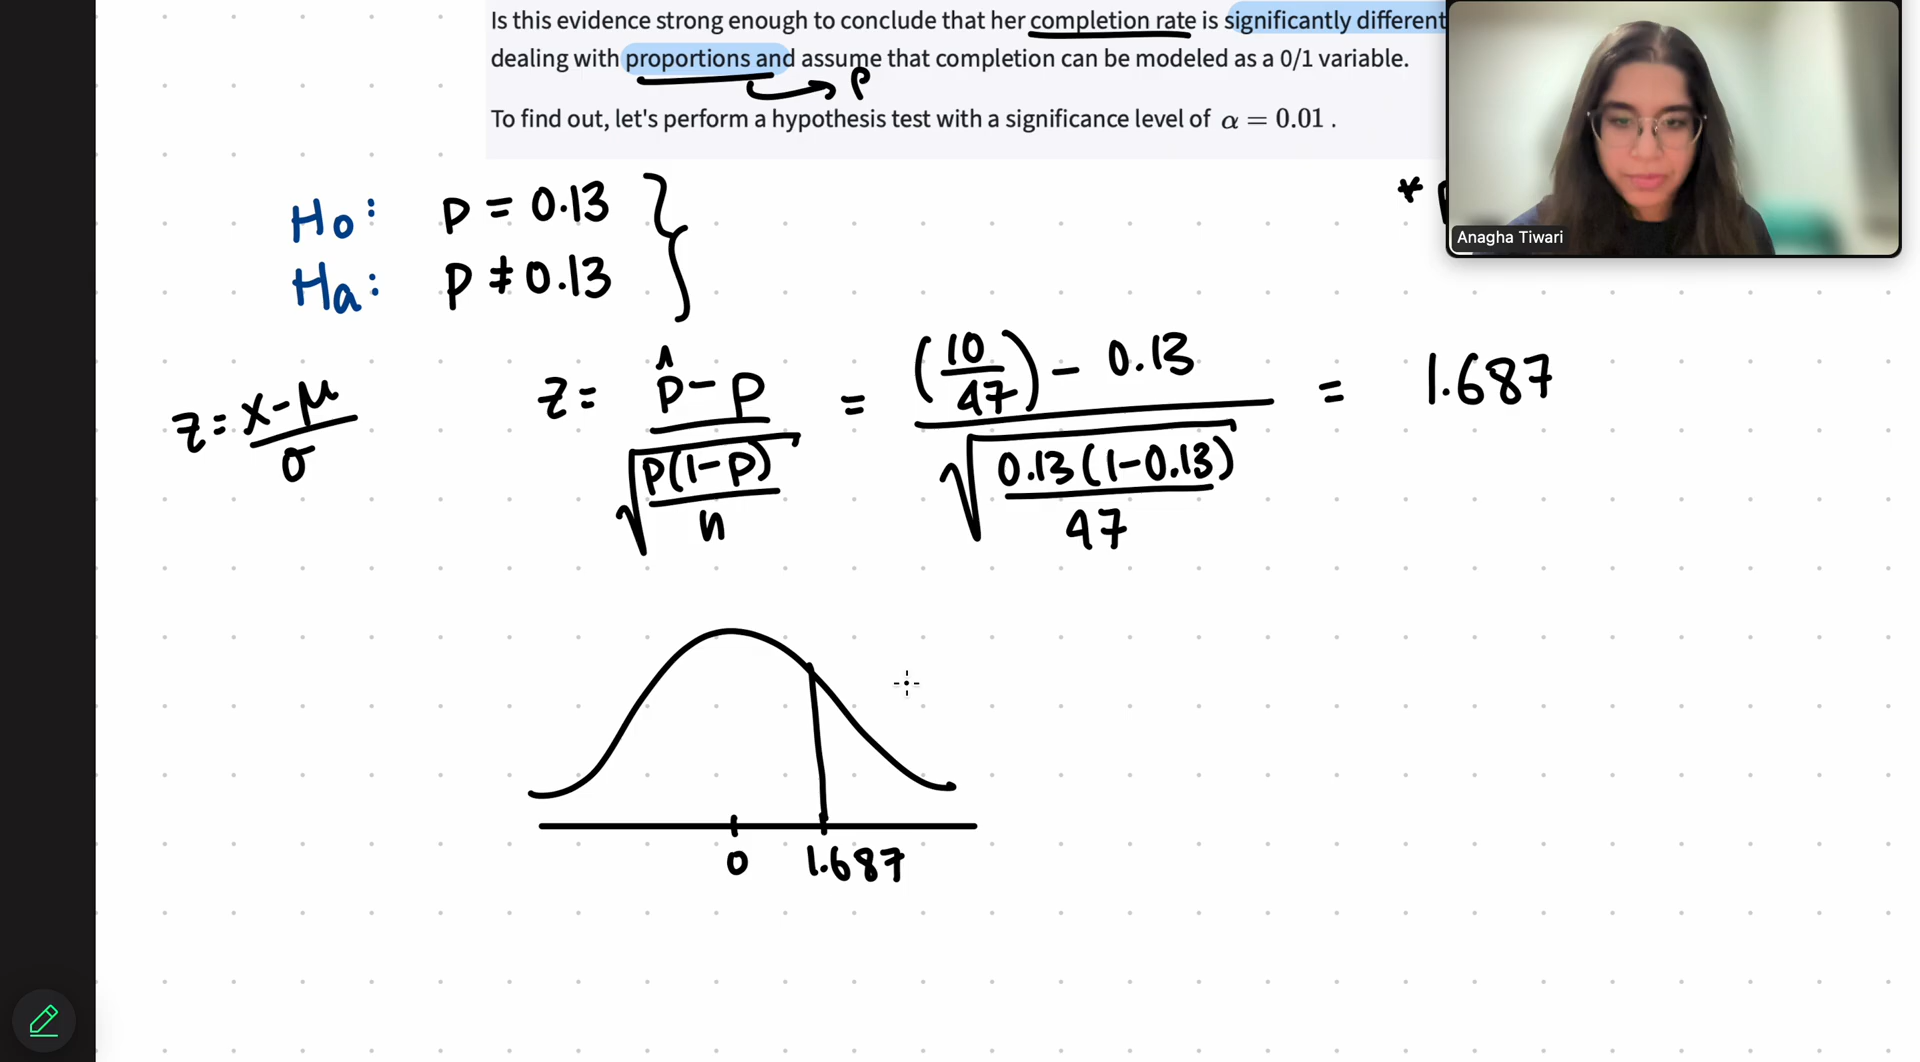 Is this evidence strong enough to conclude that her completion rate is significantly different
dealing with proportions and assume that completion can be modeled as a 0/1 variable.
p
To find out, let's perform a hypothesis test with a significance level of α = 0.01 .
*
Anagha Tiwari
Ho: p = 0.13
Ha: p ≠ 0.13
z = x-μ / σ
z = p̂ - p / √(p(1-p) / n) = (10/47) - 0.13 / √(0.13(1-0.13) / 47) = 1.687
0 1.687